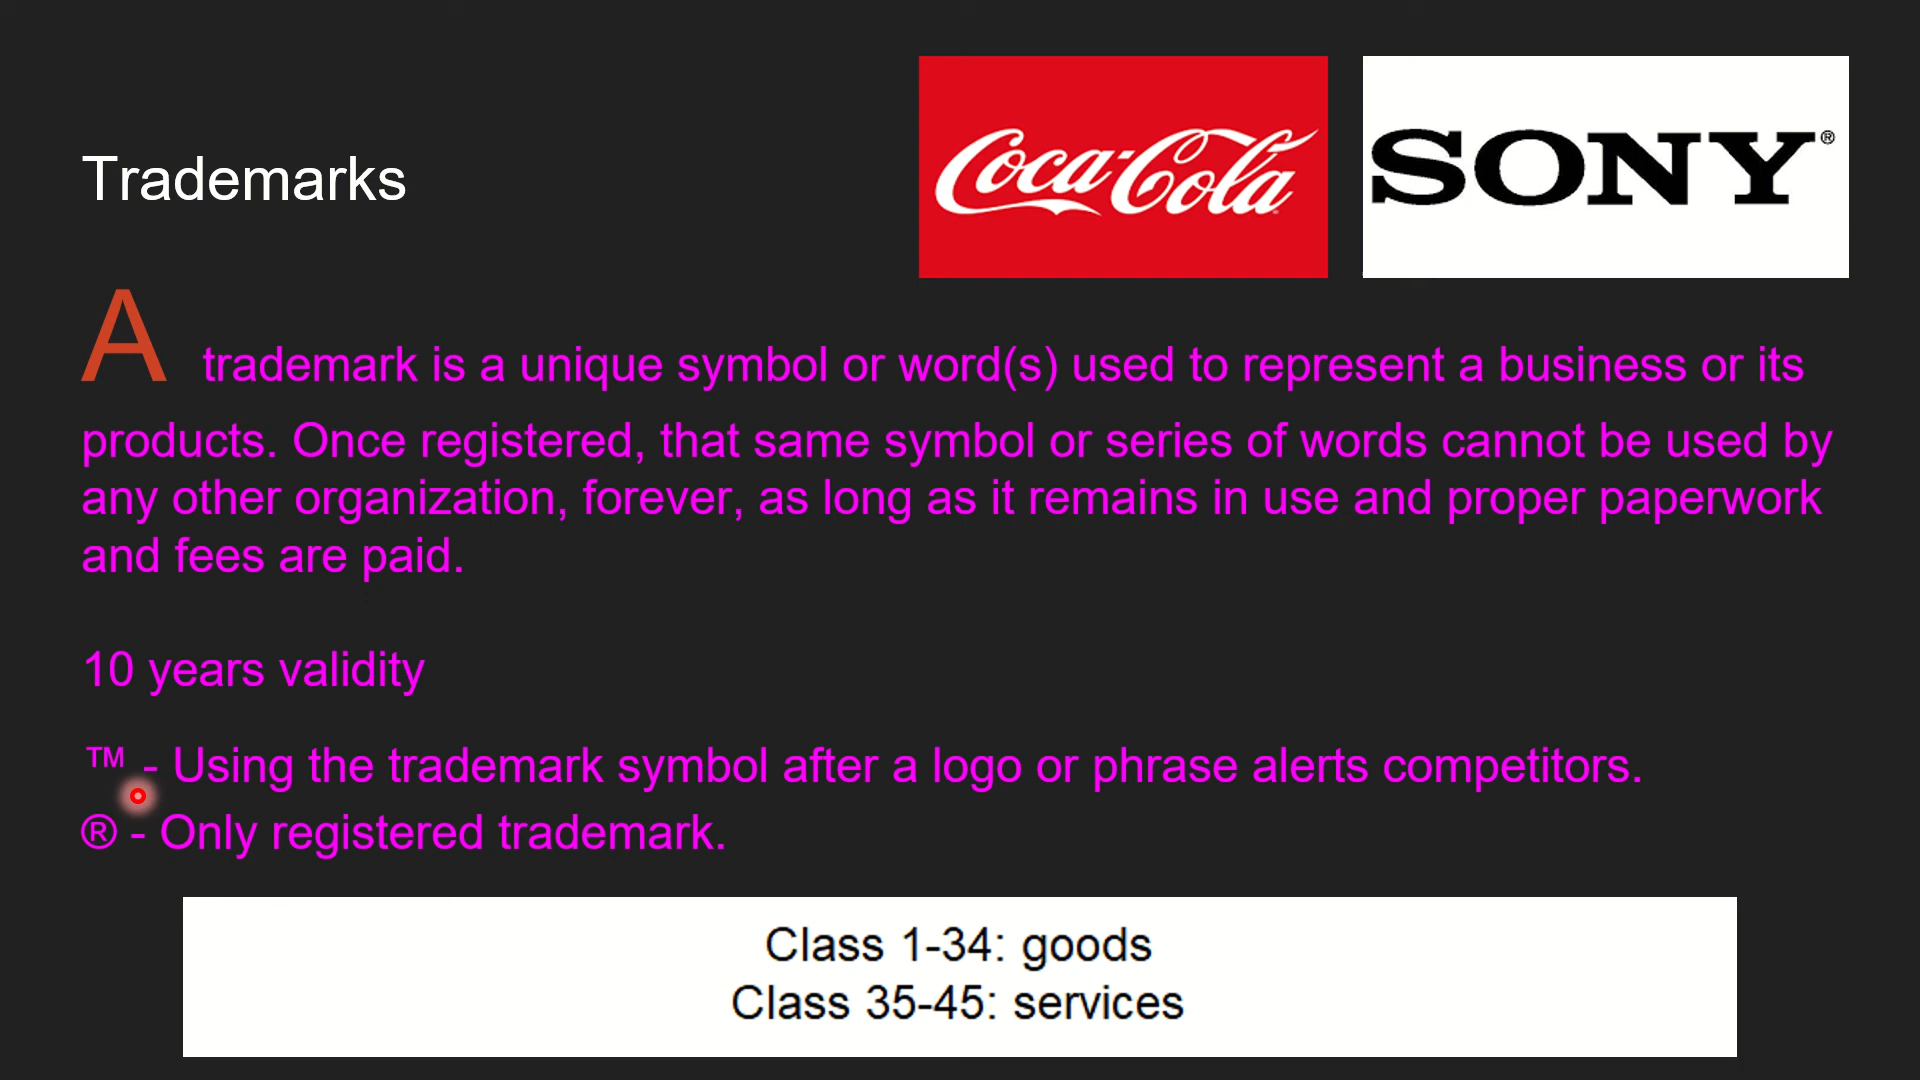 Trademarks
Coca-Cola
SONY®
A trademark is a unique symbol or word(s) used to represent a business or its
products. Once registered, that same symbol or series of words cannot be used by
any other organization, forever, as long as it remains in use and proper paperwork
and fees are paid.
10 years validity
™ - Using the trademark symbol after a logo or phrase alerts competitors.
® - Only registered trademark.
Class 1-34: goods
Class 35-45: services